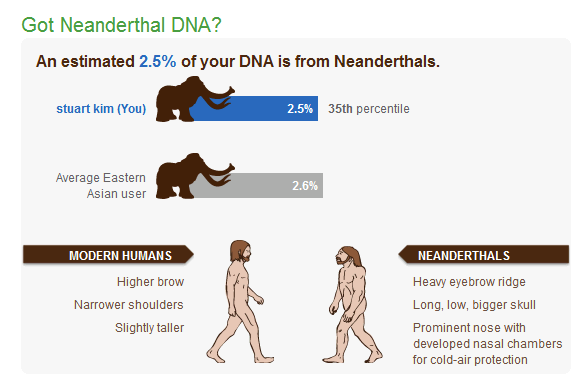 Got Neanderthal DNA?
An estimated 2.5% of your DNA is from Neanderthals.
stuart kim (You)
2.5%
35th percentile
Average Eastern
Asian user
2.6%
MODERN HUMANS
Higher brow
Narrower shoulders
Slightly taller
NEANDERTHALS
Heavy eyebrow ridge
Long, low, bigger skull
Prominent nose with
developed nasal chambers
for cold-air protection